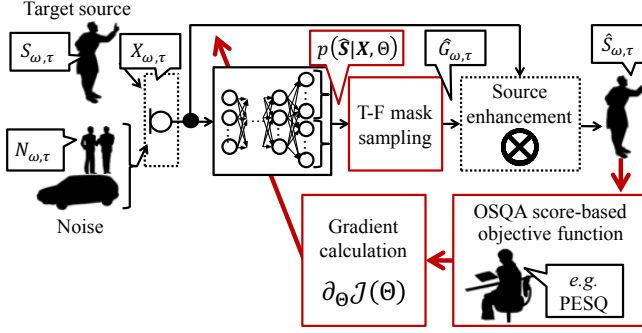 Target source
S_{ω,τ}
X_{ω,τ}
N_{ω,τ}
Noise
p(Ŝ|X, Θ)
T-F mask
sampling
Ĝ_{ω,τ}
Source
enhancement
Ŝ_{ω,τ}
OSQA score-based
objective function
e.g.
PESQ
Gradient
calculation
∂_Θ𝒥(Θ)